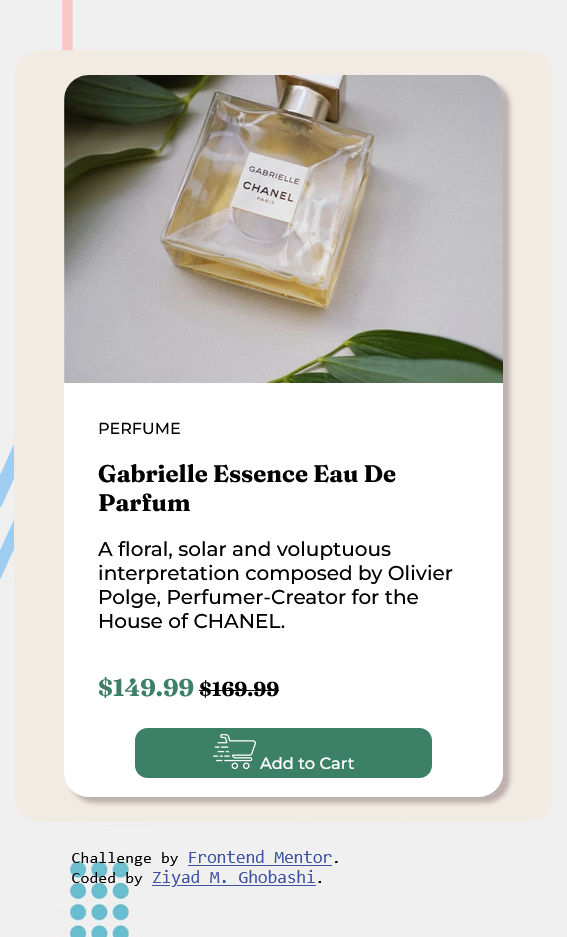 GABRIELLE
CHANEL
PARIS
PERFUME
Gabrielle Essence Eau De
Parfum
A floral, solar and voluptuous
interpretation composed by Olivier
Polge, Perfumer-Creator for the
House of CHANEL.
$149.99 $169.99
Add to Cart
Challenge by Frontend Mentor.
Coded by Ziyad M. Ghobashi.